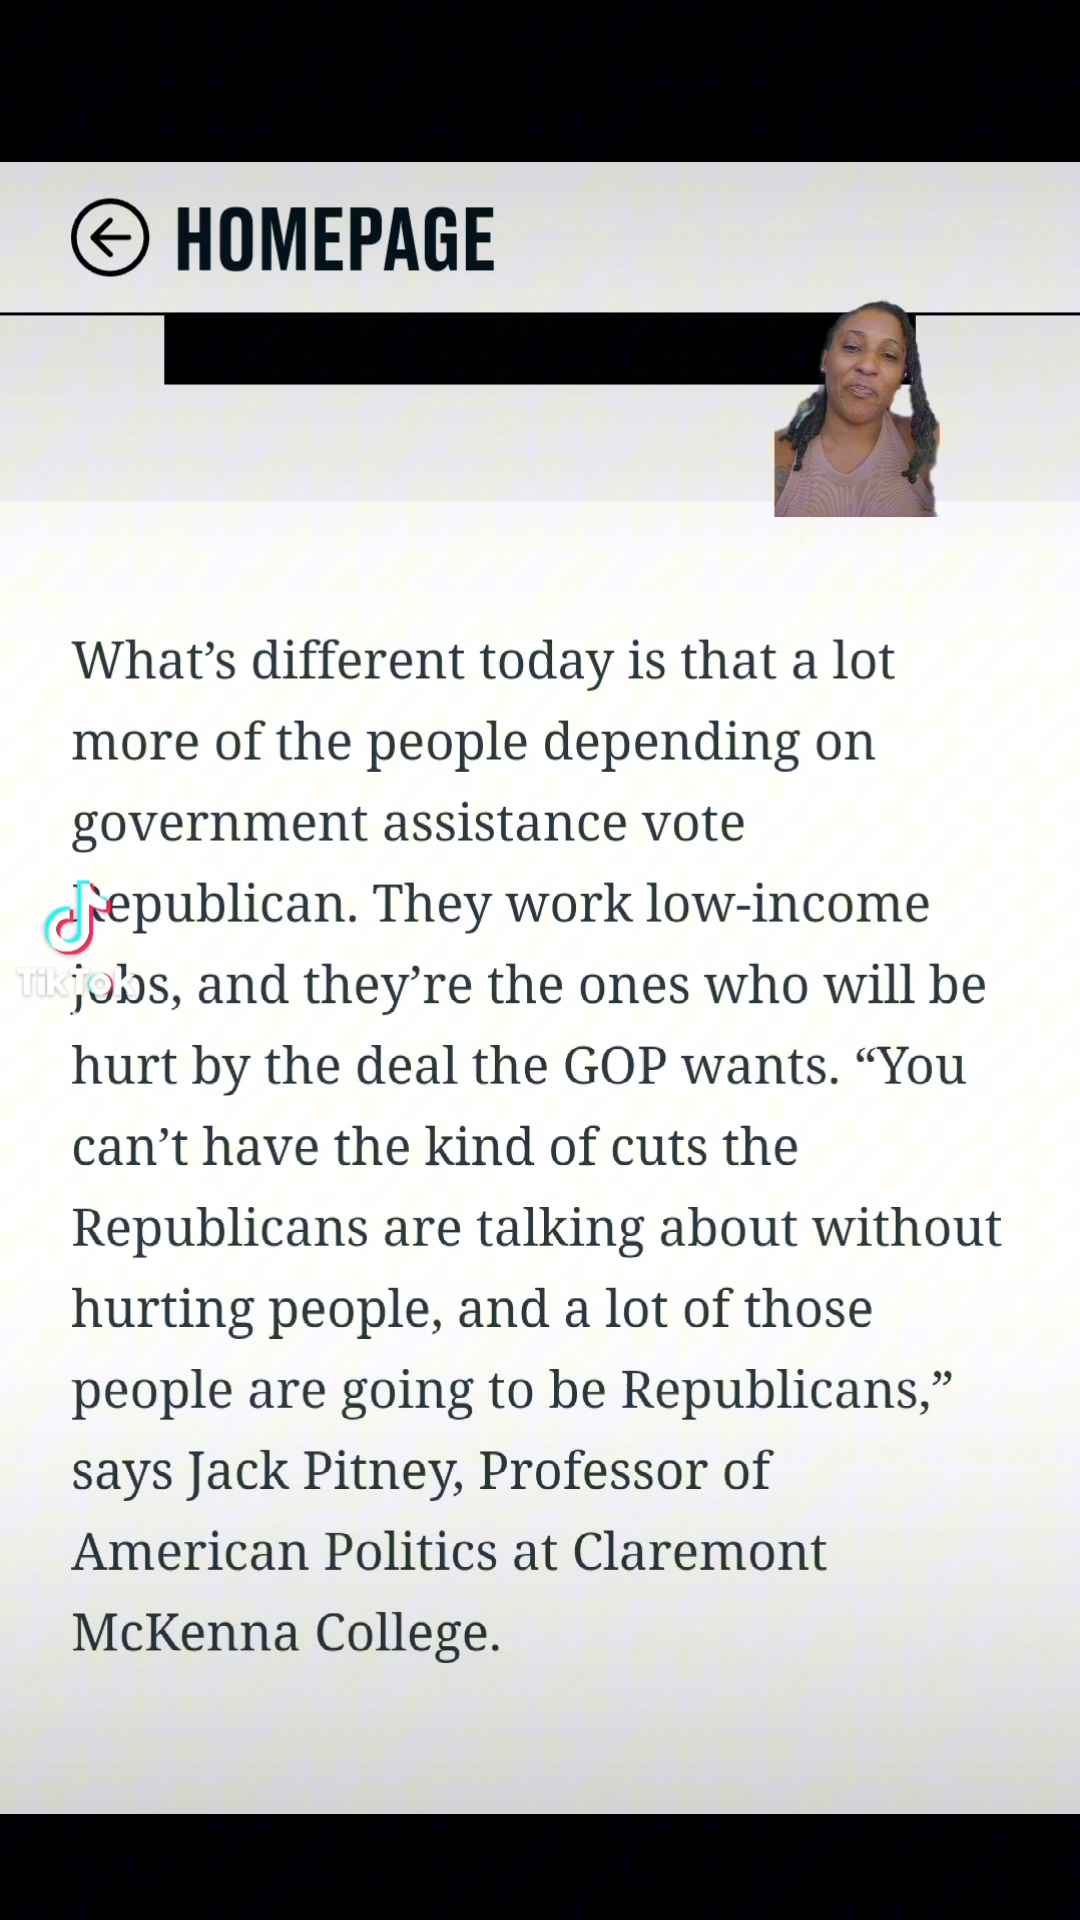 HOMEPAGE
What’s different today is that a lot
more of the people depending on
government assistance vote
Republican. They work low-income
jobs, and they’re the ones who will be
hurt by the deal the GOP wants. “You
can’t have the kind of cuts the
Republicans are talking about without
hurting people, and a lot of those
people are going to be Republicans,”
says Jack Pitney, Professor of
American Politics at Claremont
McKenna College.
TikTok